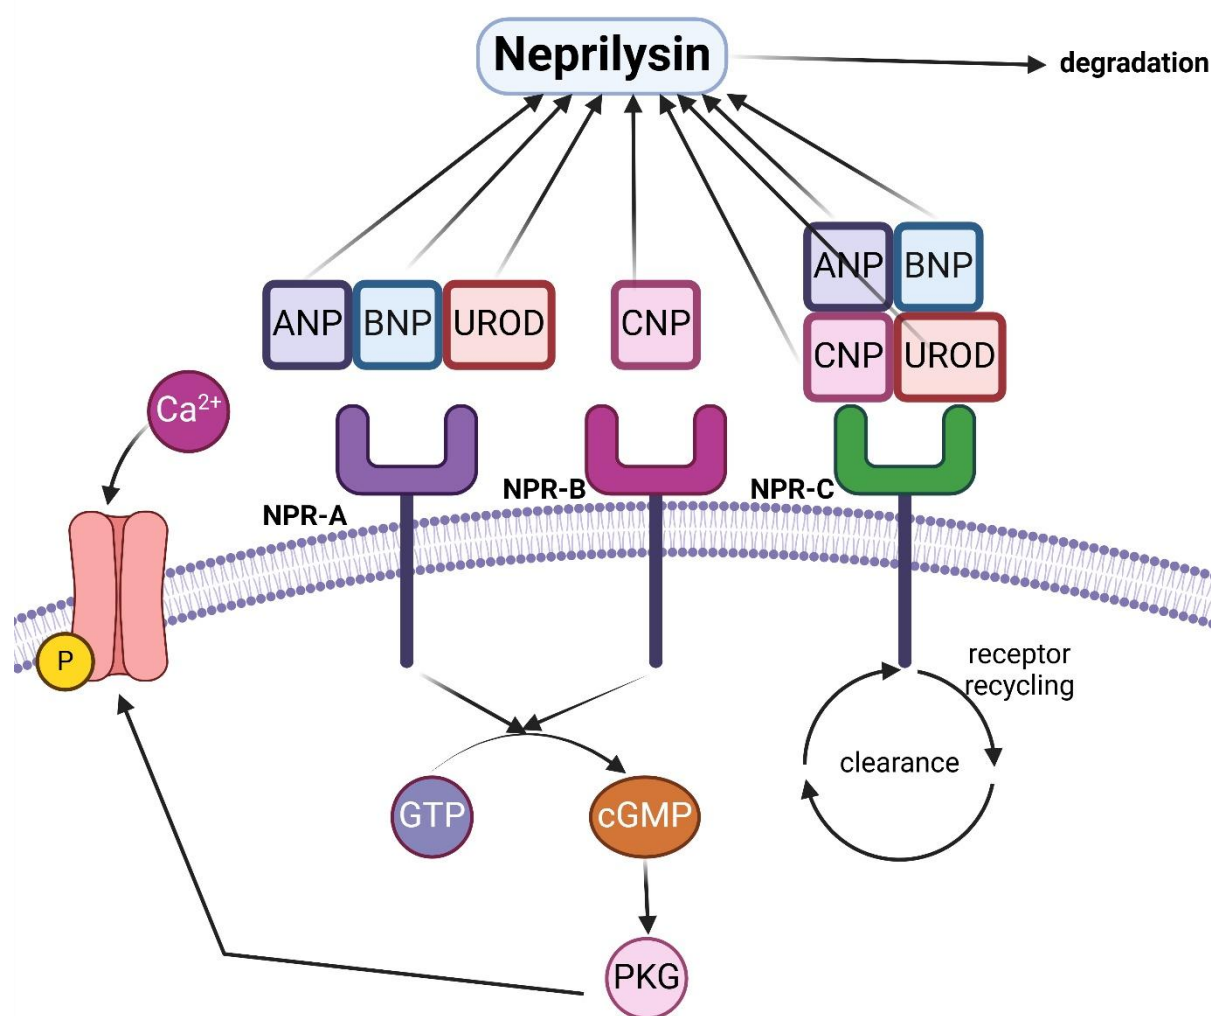 Neprilysin
degradation
ANP
BNP
ANP
BNP
UROD
CNP
CNP
UROD
Ca²⁺
NPR-A
NPR-B
NPR-C
P
receptor
recycling
clearance
GTP
cGMP
PKG